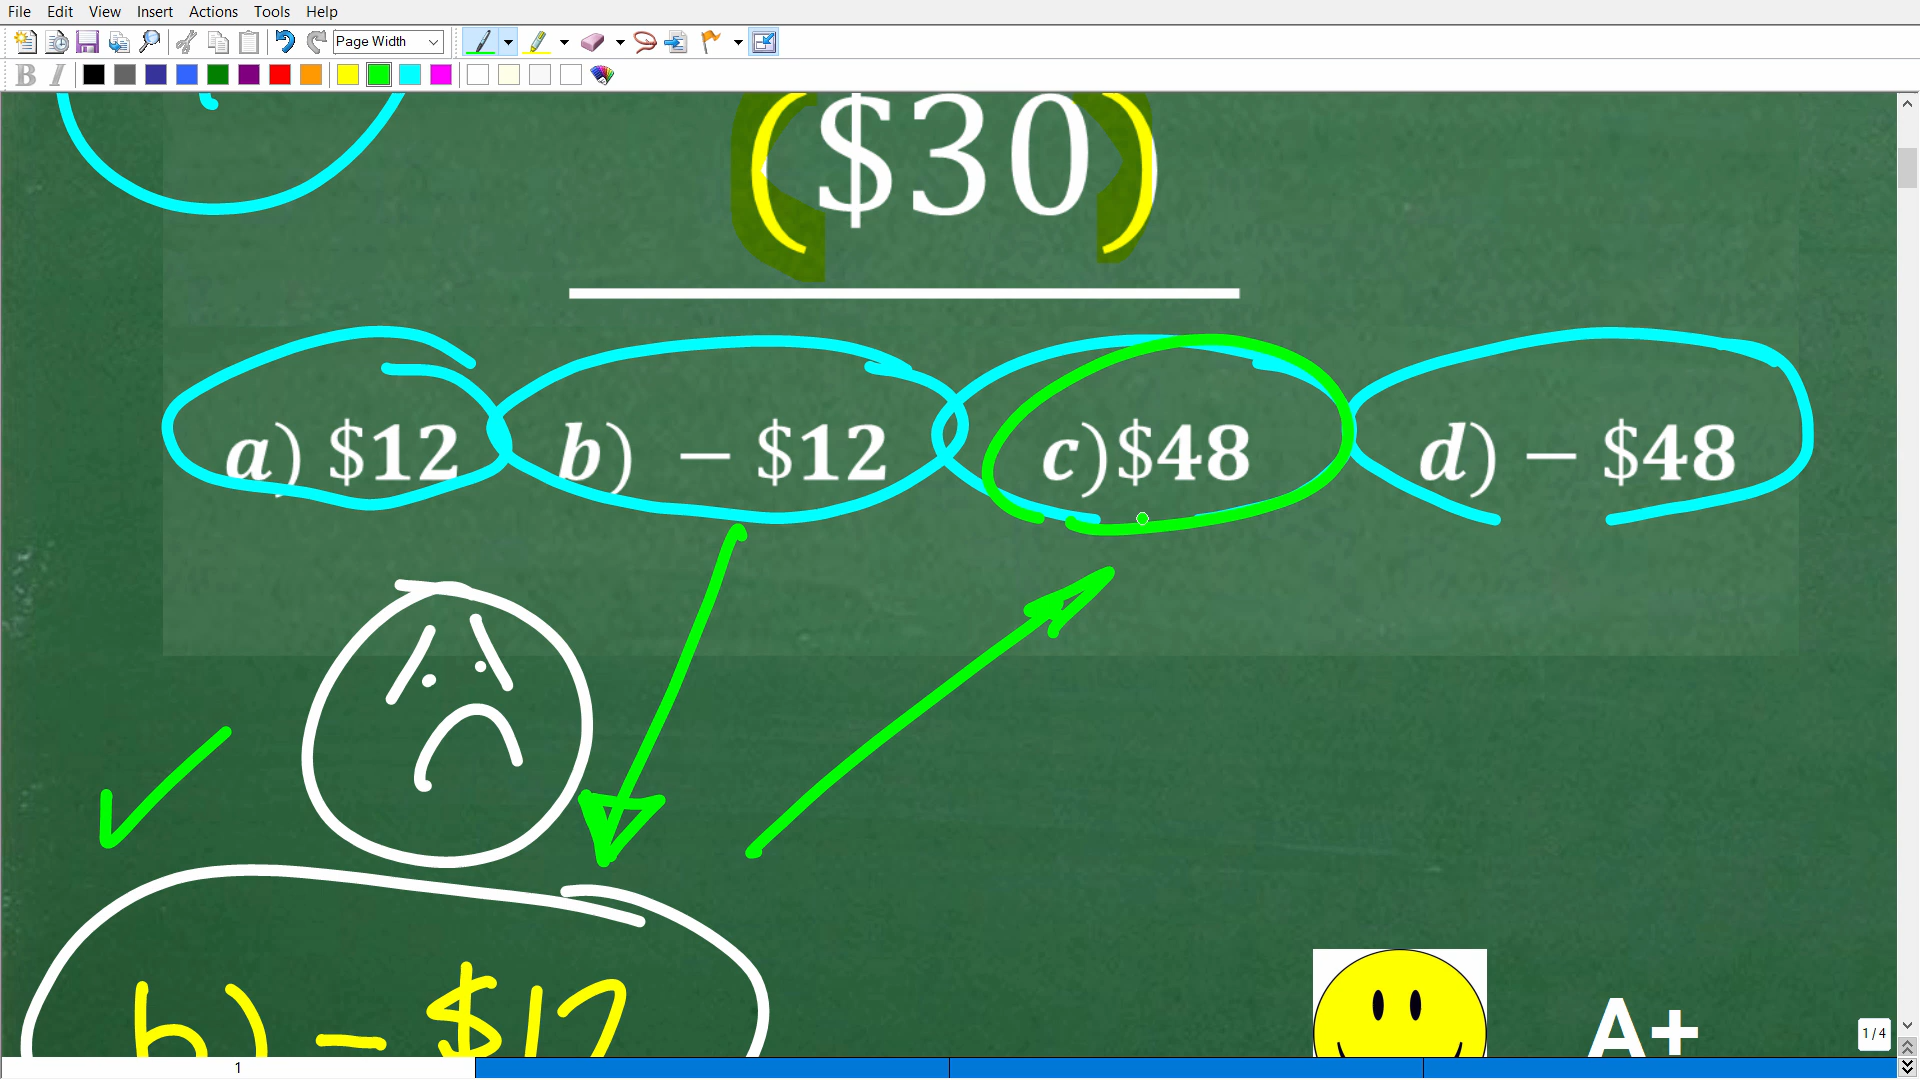 File Edit View Insert Actions Tools Help
Page Width
B I
($30)
a) $12 b) − $12 c)$48 d) − $48
b) − $12
A+
1 / 4
1